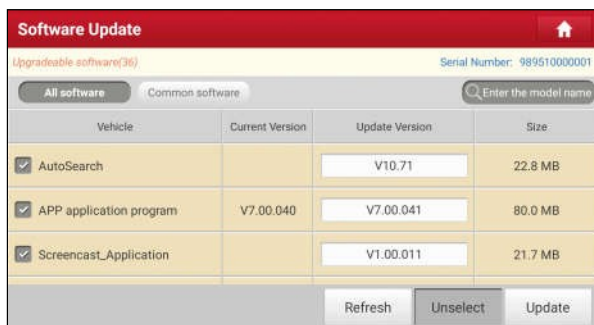 Software Update
Upgradeable software(36) Serial Number: 989510000001
All software Common software Enter the model name
Vehicle Current Version Update Version Size
AutoSearch V10.71 22.8 MB
APP application program V7.00.040 V7.00.041 80.0 MB
Screencast_Application V1.00.011 21.7 MB
Refresh Unselect Update